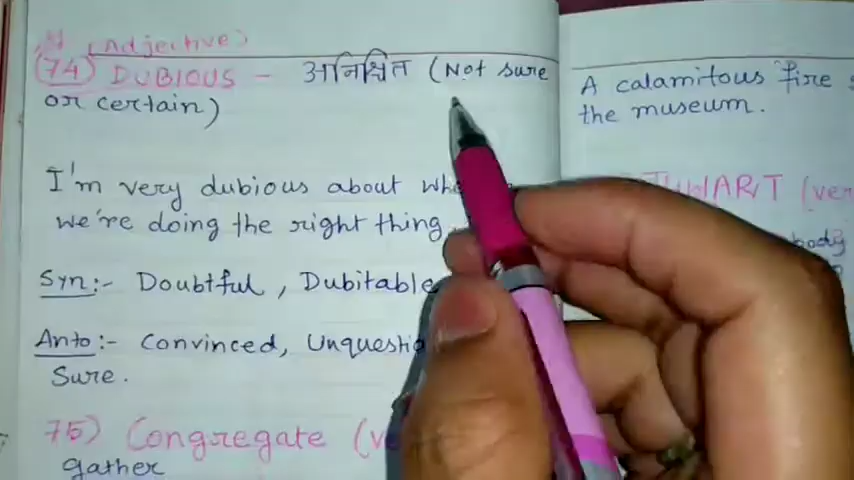 (Adjective)
(74) DUBIOUS - अनिश्चित (Not sure
or certain)
I'm very dubious about
we're doing the right thing.
Syn:- Doubtful, Dubitable
Anto:- Convinced,
Sure.
75) Congregate
gather
A calamitous fire
the museum.